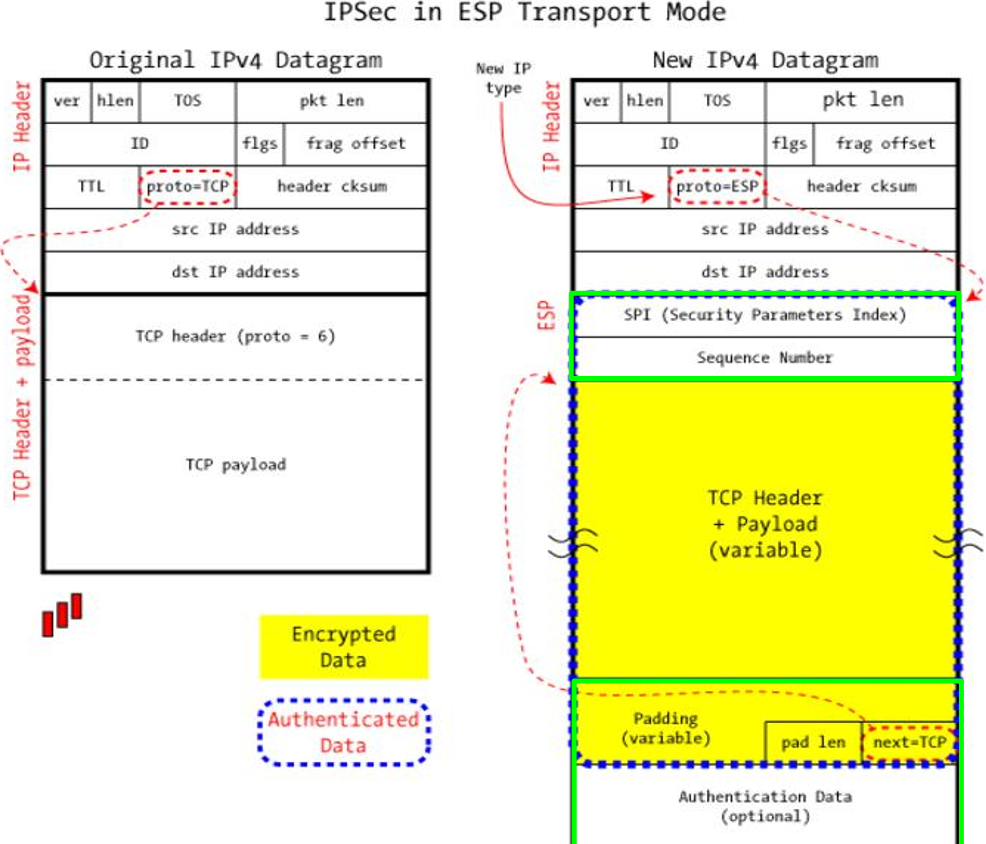 IPSec in ESP Transport Mode
Original IPv4 Datagram
IP Header
ver hlen TOS pkt len
ID flgs frag offset
TTL proto=TCP header cksum
src IP address
dst IP address
TCP Header + payload
TCP header (proto = 6)
TCP payload
Encrypted
Data
Authenticated
Data
New IPv4 Datagram
New IP
type
IP Header
ver hlen TOS pkt len
ID flgs frag offset
TTL proto=ESP header cksum
src IP address
dst IP address
ESP
SPI (Security Parameters Index)
Sequence Number
TCP Header
+ Payload
(variable)
Padding
(variable)
pad len next=TCP
Authentication Data
(optional)